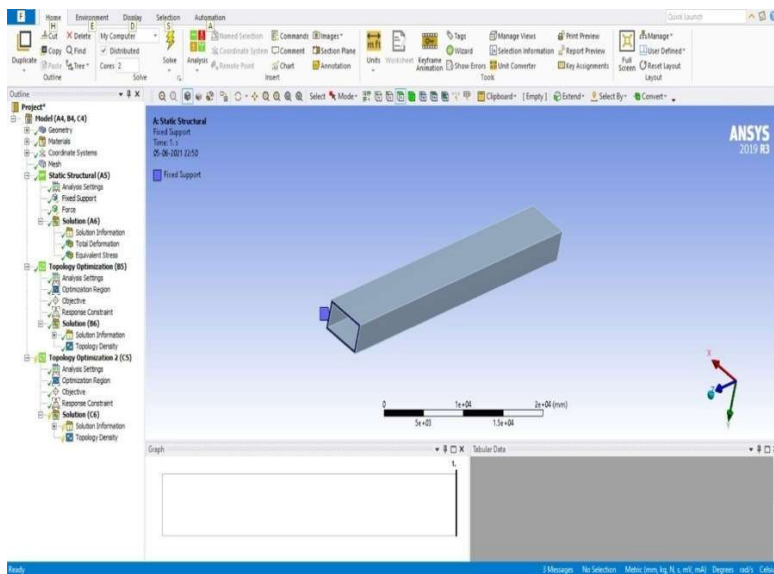 F Home Environment Display Selection Automation Quick Launch
H E D S A
Duplicate
Cut
Copy
Paste
Delete
Find
Tree
Outline
My Computer
Distributed
Cores 2
Solve
Solve
Analysis
Named Selection
Coordinate System
Remote Point
Commands
Comment
Chart
Images
Section Plane
Annotation
Insert
Units
Worksheet
Keyframe Animation
Tags
Wizard
Show Errors
Manage Views
Selection Information
Unit Converter
Print Preview
Report Preview
Key Assignments
Tools
Full Screen
Manage
User Defined
Reset Layout
Layout
Outline
Select Mode Clipboard [Empty] Extend Select By Convert
Project*
Model (A4, B4, C4)
Geometry
Materials
Coordinate Systems
Mesh
Static Structural (A5)
Analysis Settings
Fixed Support
Force
Solution (A6)
Solution Information
Total Deformation
Equivalent Stress
Topology Optimization (B5)
Analysis Settings
Optimization Region
Objective
Response Constraint
Solution (B6)
Solution Information
Topology Density
Topology Optimization 2 (C5)
Analysis Settings
Optimization Region
Objective
Response Constraint
Solution (C6)
Solution Information
Topology Density
A: Static Structural
Fixed Support
Time: 1. s
05-06-2021 22:50
Fixed Support
ANSYS
2019 R3
X
Y
0 1e+04 2e+04 (mm)
5e+03 1.5e+04
Graph
1.
Tabular Data
Ready 3 Messages No Selection Metric (mm, kg, N, s, mV, mA) Degrees rad/s